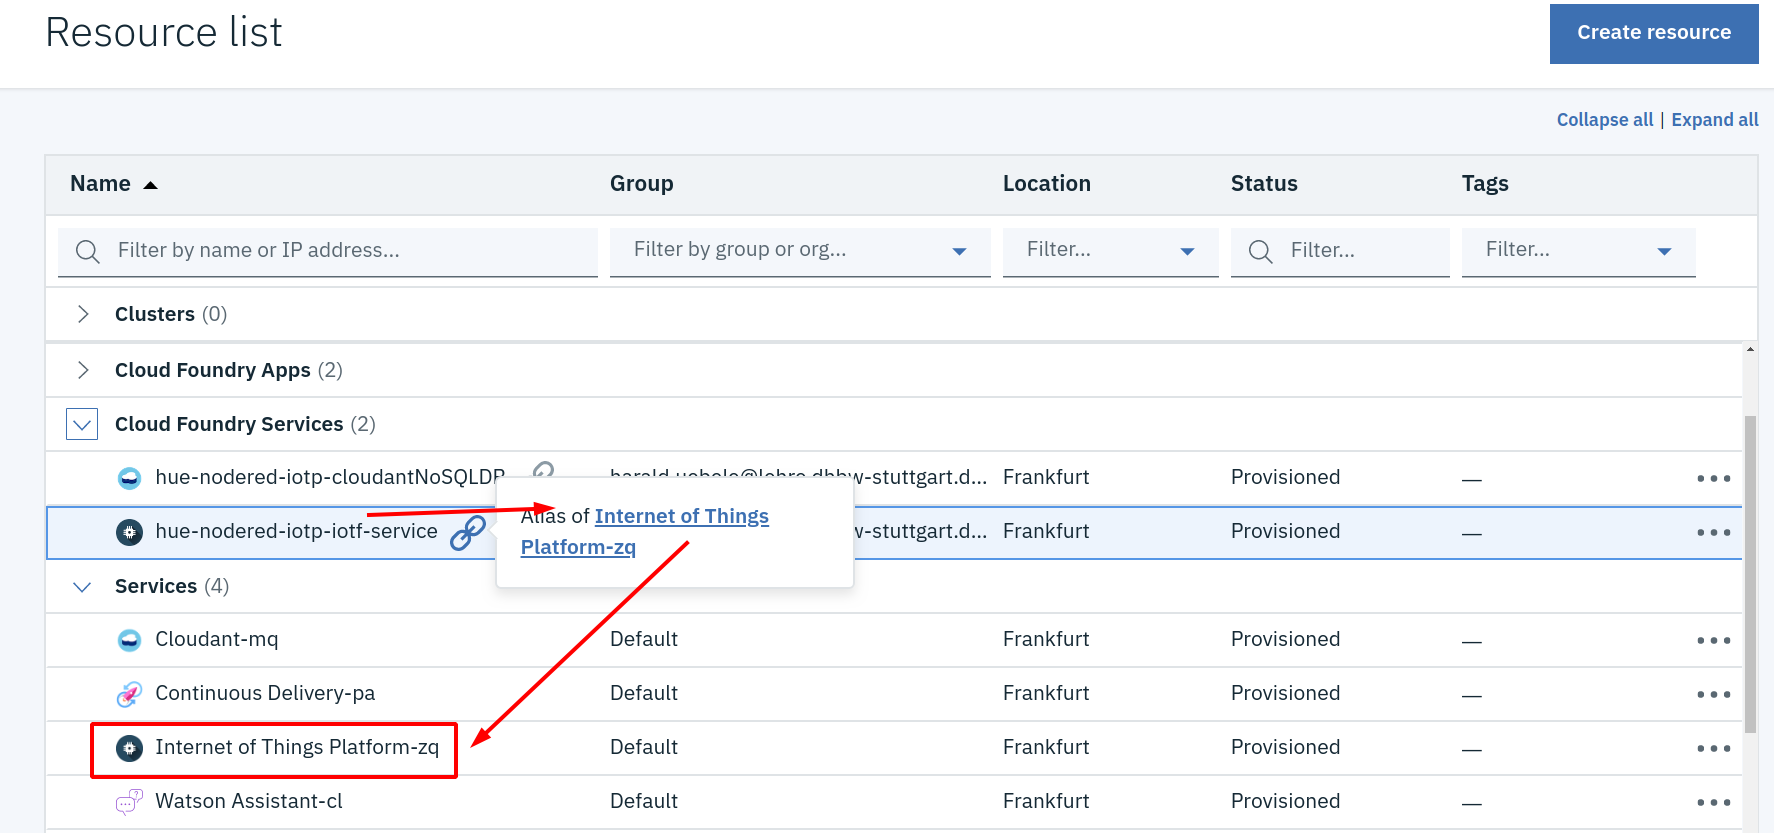 Resource list
Create resource
Collapse all | Expand all
Name Group Location Status Tags
Filter by name or IP address... Filter by group or org... Filter... Filter... Filter...
Clusters (0)
Cloud Foundry Apps (2)
Cloud Foundry Services (2)
hue-nodered-iotp-cloudantNoSQLDB Frankfurt Provisioned —
hue-nodered-iotp-iotf-service Frankfurt Provisioned —
Alias of Internet of Things
Platform-zq
Services (4)
Cloudant-mq Default Frankfurt Provisioned —
Continuous Delivery-pa Default Frankfurt Provisioned —
Internet of Things Platform-zq Default Frankfurt Provisioned —
Watson Assistant-cl Default Frankfurt Provisioned —